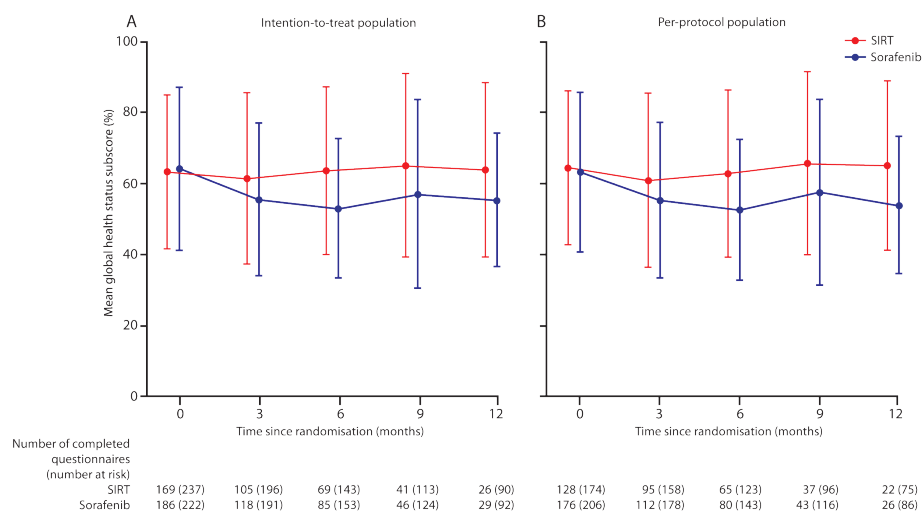 A
Intention-to-treat population
B
Per-protocol population
SIRT
Sorafenib
Mean global health status subscore (%)
100
80
60
40
20
0
0 3 6 9 12
0 3 6 9 12
Time since randomisation (months)
Time since randomisation (months)
Number of completed
questionnaires
(number at risk)
SIRT 169 (237) 105 (196) 69 (143) 41 (113) 26 (90) 128 (174) 95 (158) 65 (123) 37 (96) 22 (75)
Sorafenib 186 (222) 118 (191) 85 (153) 46 (124) 29 (92) 176 (206) 112 (178) 80 (143) 43 (116) 26 (86)